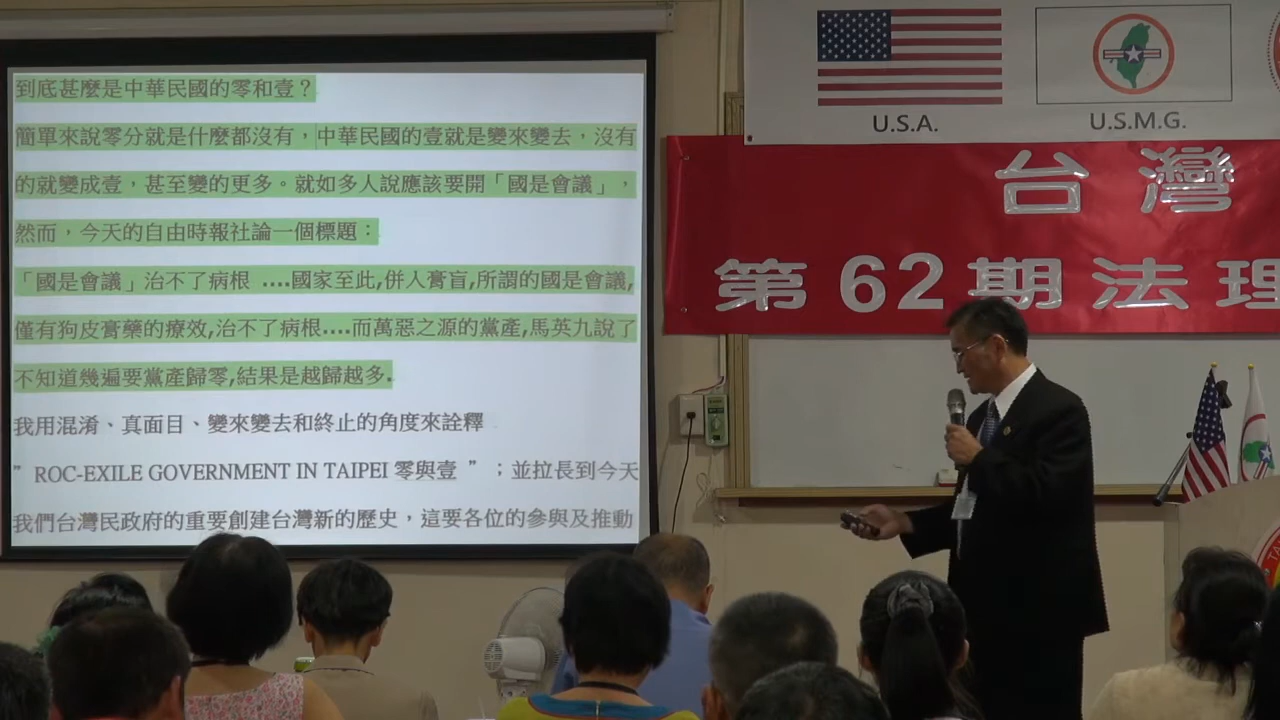 到底甚麼是中華民國的零和壹？
簡單來說零分就是什麼都沒有，中華民國的壹就是變來變去，沒有
的就變成壹，甚至變的更多。就如多人說應該要開「國是會議」，
然而，今天的自由時報社論一個標題：
「國是會議」治不了病根 ....國家至此,併人膏盲,所謂的國是會議,
僅有狗皮膏藥的療效,治不了病根....而萬惡之源的黨產,馬英九說了
不知道幾遍要黨產歸零,結果是越歸越多.
我用混淆、真面目、變來變去和終止的角度來詮釋
” ROC-EXILE GOVERNMENT IN TAIPEI 零與壹 ” ；並拉長到今天
我們台灣民政府的重要創建台灣新的歷史，這要各位的參與及推動
U.S.A.
U.S.M.G.
台灣
第62期法理